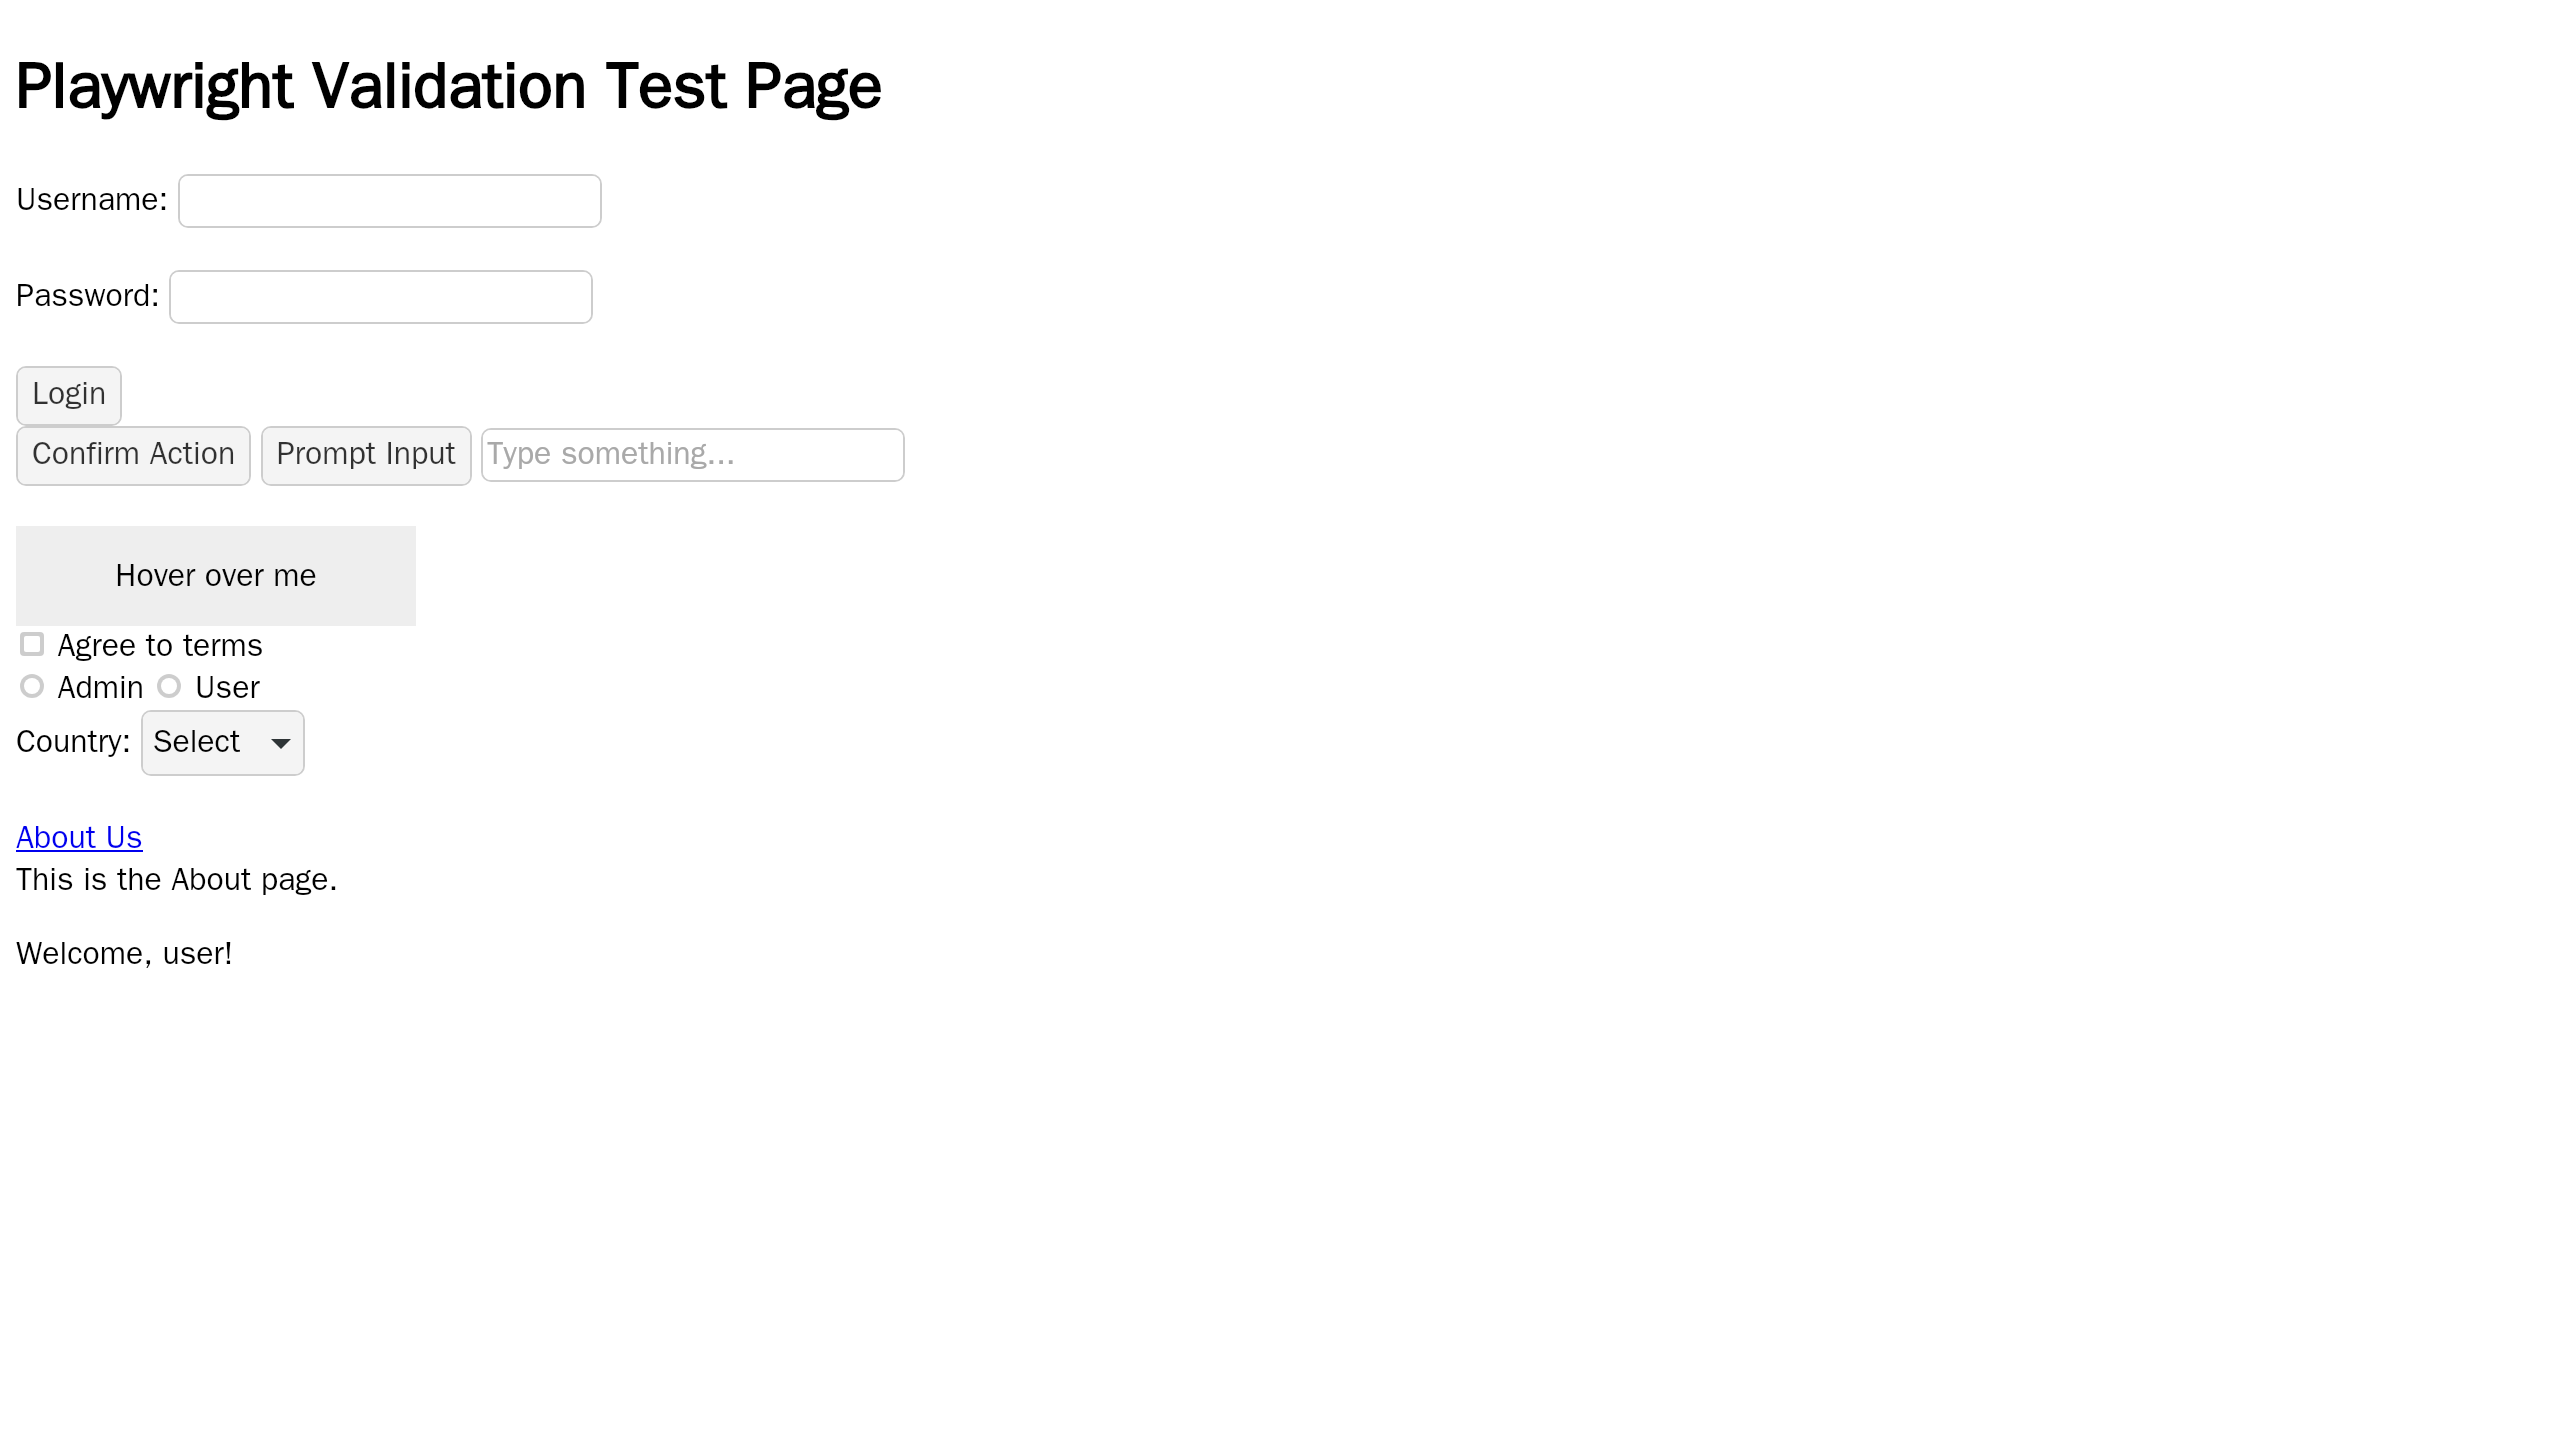 Playwright Validation Test Page
Username:
Password:
Login
Confirm Action Prompt Input Type something...
Hover over me
Agree to terms
Admin User
Country: Select
About Us
This is the About page.
Welcome, user!